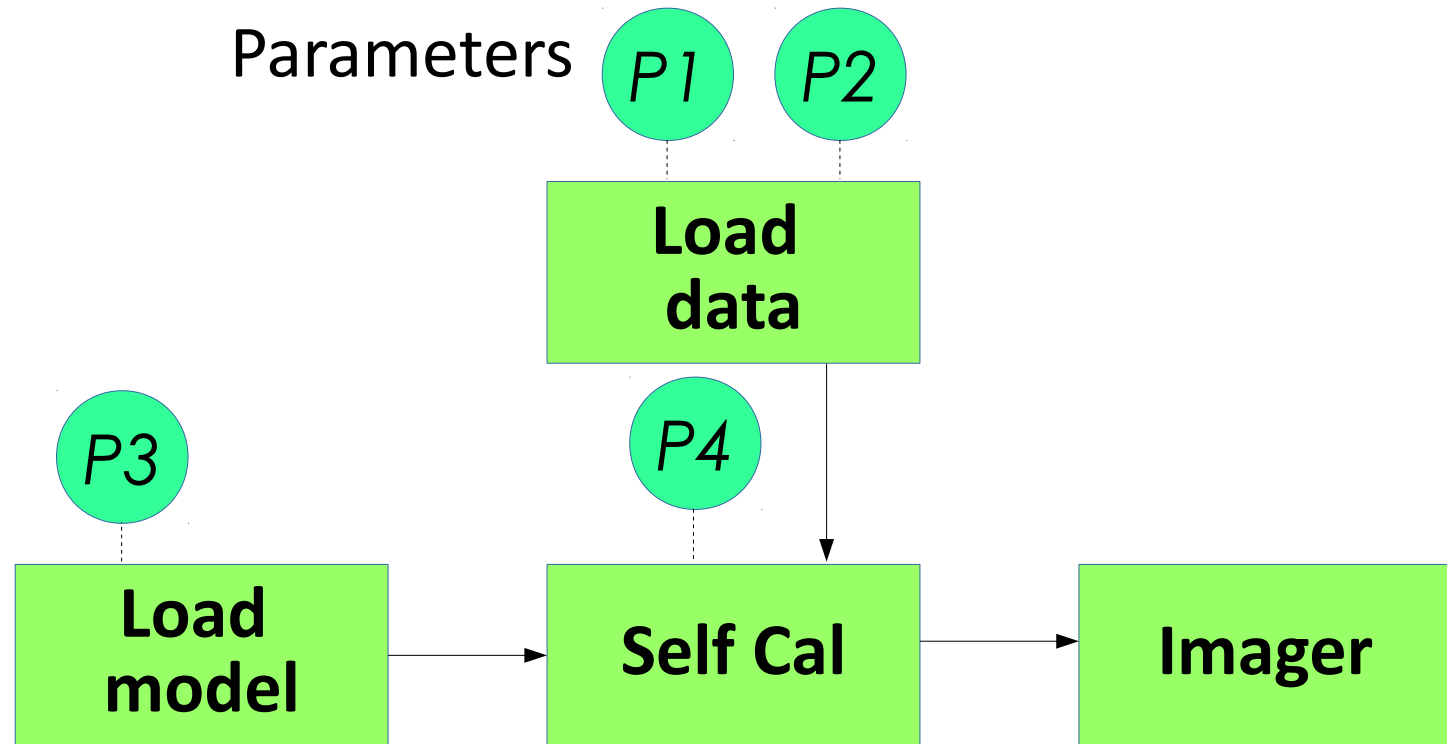 Parameters
P1
P2
Load
data
P3
P4
Load
model
Self Cal
Imager